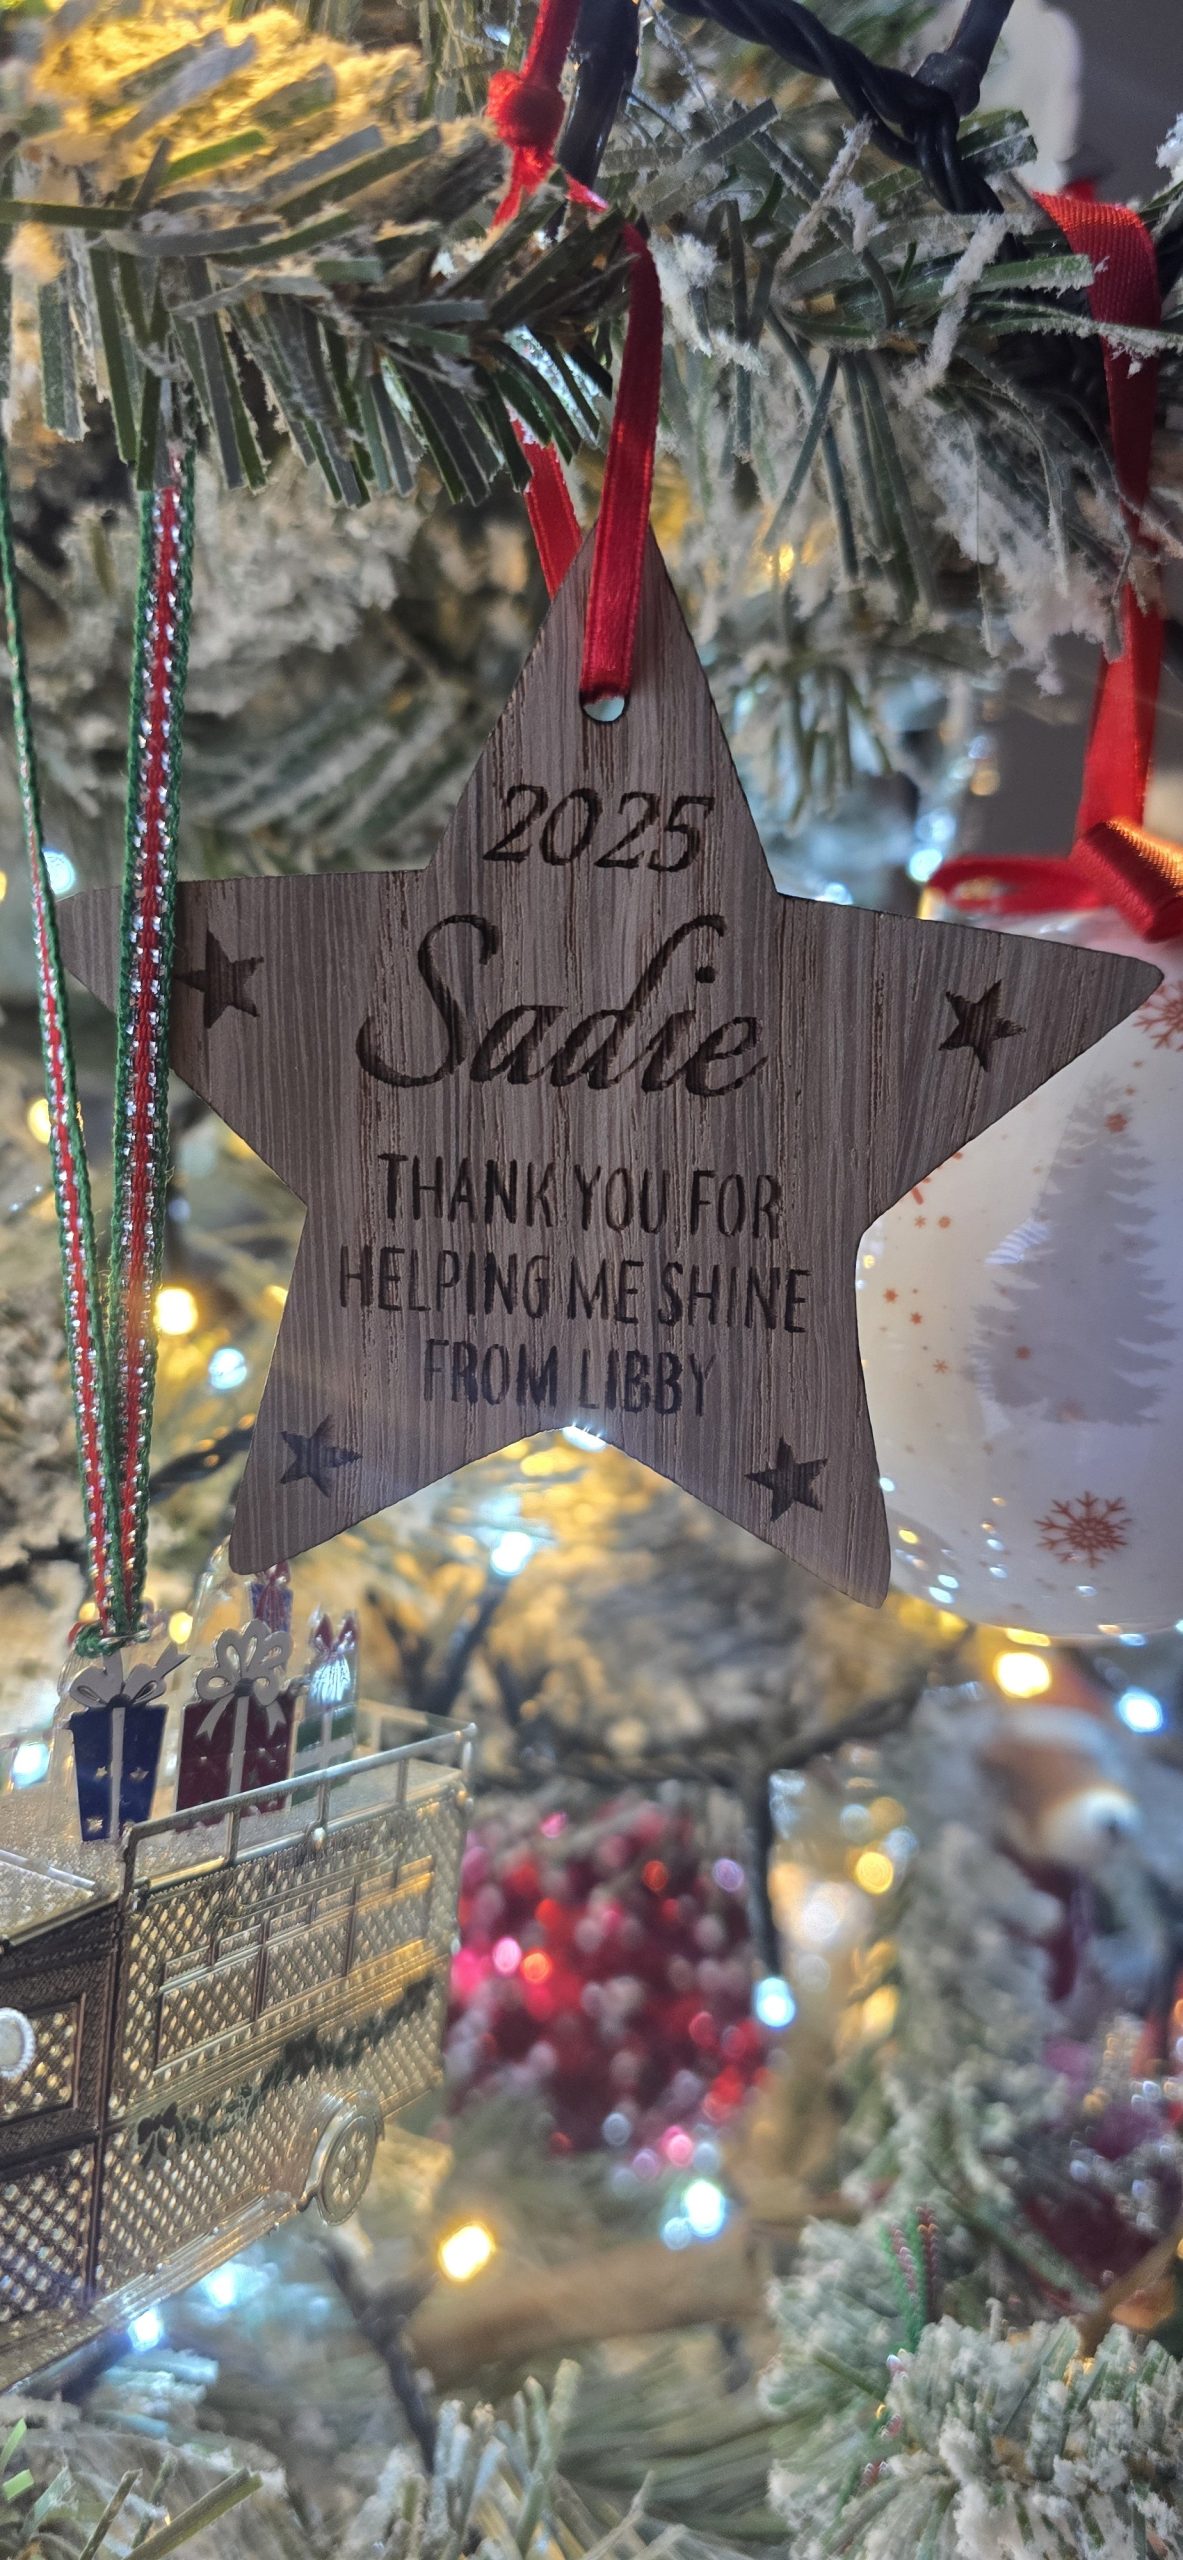 2025
Sadie
THANK YOU FOR
HELPING ME SHINE
FROM LIBBY